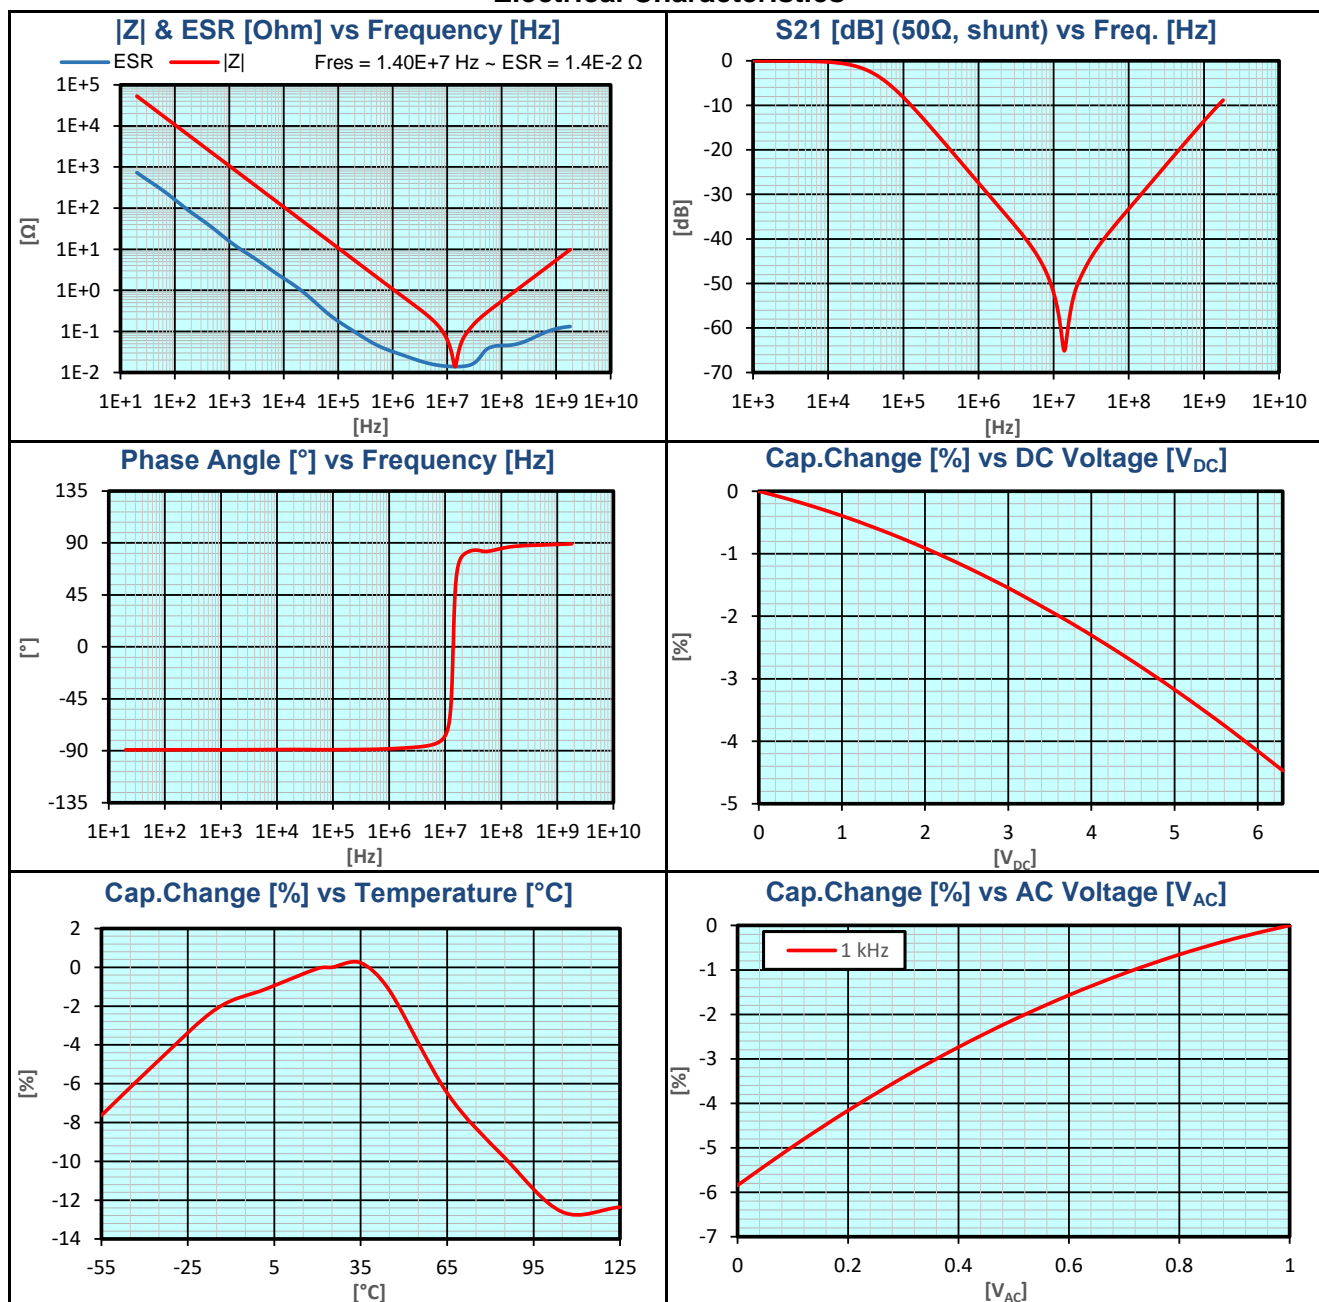 |Z| & ESR [Ohm] vs Frequency [Hz]
ESR |Z| Fres = 1.40E+7 Hz ~ ESR = 1.4E-2 Ω
1E+5
1E+4
1E+3
1E+2
1E+1
1E+0
1E-1
1E-2
[Ω]
1E+1 1E+2 1E+3 1E+4 1E+5 1E+6 1E+7 1E+8 1E+9 1E+10
[Hz]
S21 [dB] (50Ω, shunt) vs Freq. [Hz]
0
-10
-20
-30
-40
-50
-60
-70
[dB]
1E+3 1E+4 1E+5 1E+6 1E+7 1E+8 1E+9 1E+10
[Hz]
Phase Angle [°] vs Frequency [Hz]
135
90
45
0
-45
-90
-135
[°]
1E+1 1E+2 1E+3 1E+4 1E+5 1E+6 1E+7 1E+8 1E+9 1E+10
[Hz]
Cap.Change [%] vs DC Voltage [VDC]
0
-1
-2
-3
-4
-5
[%]
0 1 2 3 4 5 6
[VDC]
Cap.Change [%] vs Temperature [°C]
2
0
-2
-4
-6
-8
-10
-12
-14
[%]
-55 -25 5 35 65 95 125
[°C]
Cap.Change [%] vs AC Voltage [VAC]
1 kHz
0
-1
-2
-3
-4
-5
-6
-7
[%]
0 0.2 0.4 0.6 0.8 1
[VAC]